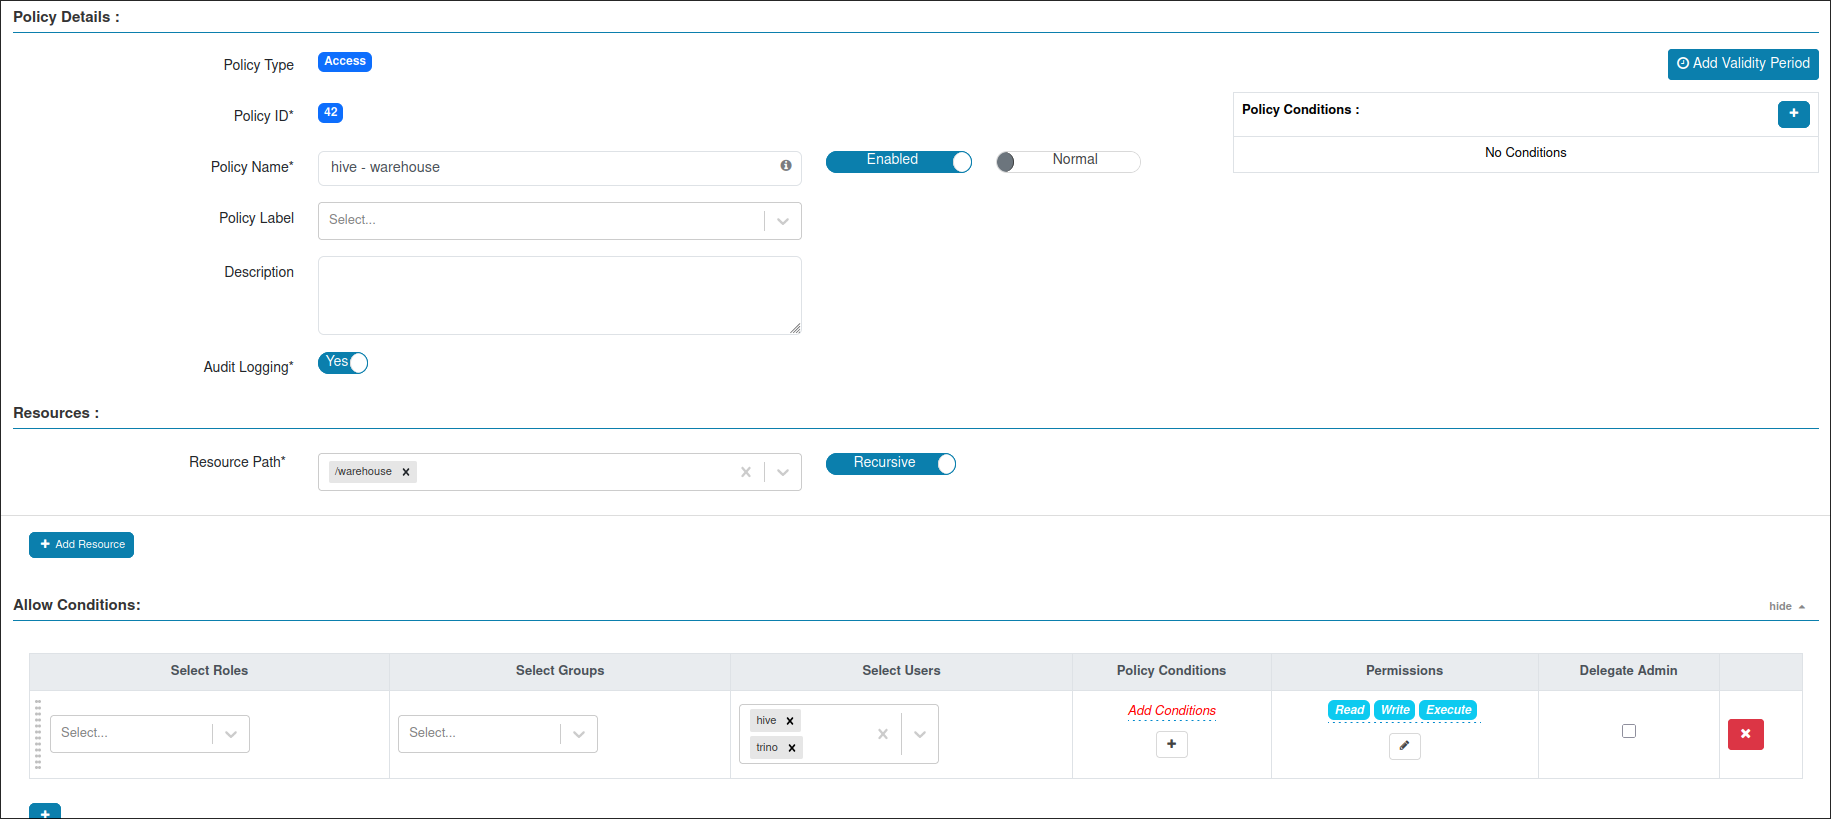 Policy Details :
Policy Type
Access
Add Validity Period
Policy ID*
42
Policy Conditions :
No Conditions
Policy Name*
hive - warehouse
Enabled
Normal
Policy Label
Select...
Description
Audit Logging*
Yes
Resources :
Resource Path*
/warehouse
Recursive
Add Resource
Allow Conditions:
hide
Select Roles
Select Groups
Select Users
Policy Conditions
Permissions
Delegate Admin
Select...
Select...
hive
trino
Add Conditions
Read Write Execute